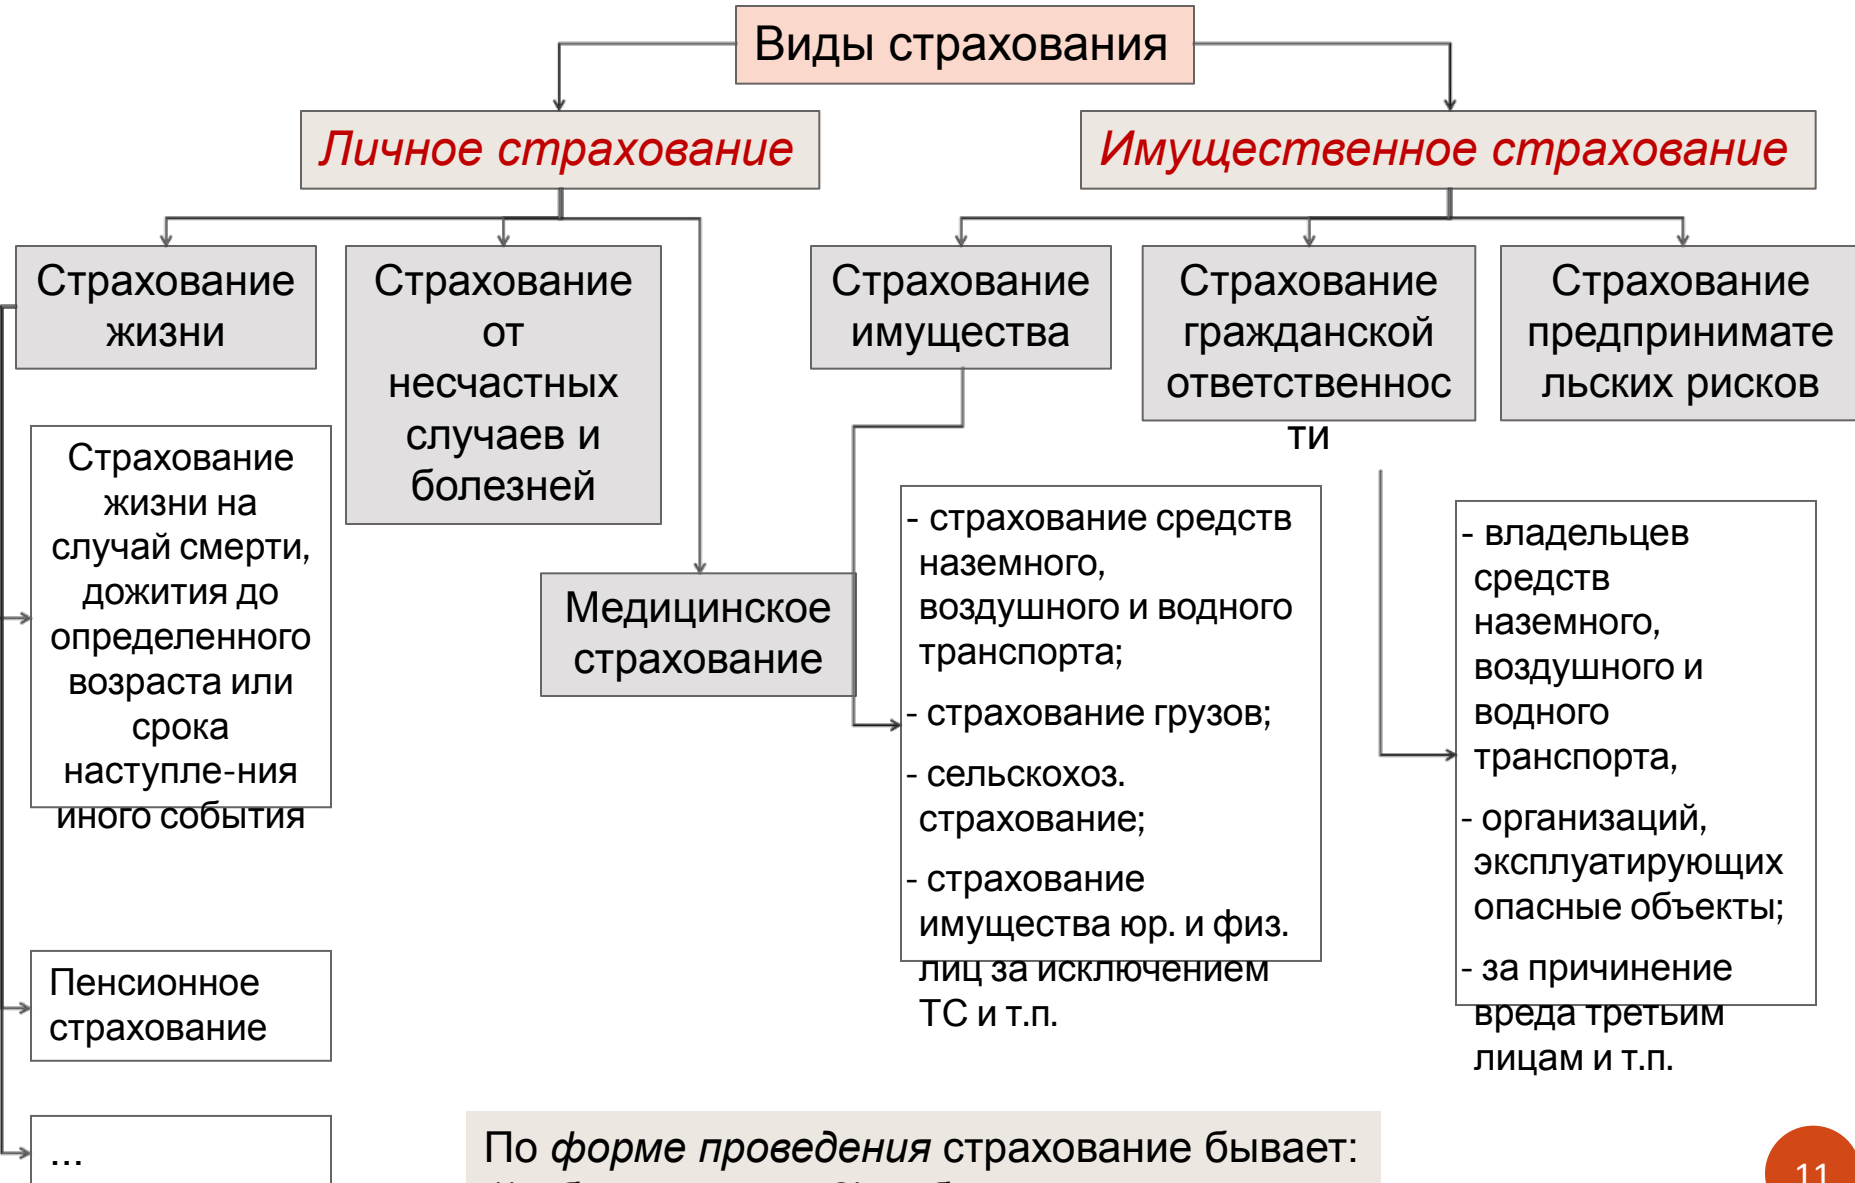 Виды страхования
Личное страхование
Имущественное страхование
Страхование
жизни
Страхование
от
несчастных
случаев и
болезней
Страхование
имущества
Страхование
гражданской
ответственнос
ти
Страхование
предпринимате
льских рисков
Страхование
жизни на
случай смерти,
дожития до
определенного
возраста или
срока
наступле-ния
иного события
Медицинское
страхование
- страхование средств
наземного,
воздушного и водного
транспорта;
- страхование грузов;
- сельскохоз.
страхование;
- страхование
имущества юр. и физ.
лиц за исключением
ТС и т.п.
- владельцев
средств
наземного,
воздушного и
водного
транспорта,
- организаций,
эксплуатирующих
опасные объекты;
- за причинение
вреда третьим
лицам и т.п.
Пенсионное
страхование
...
По форме проведения страхование бывает:
11